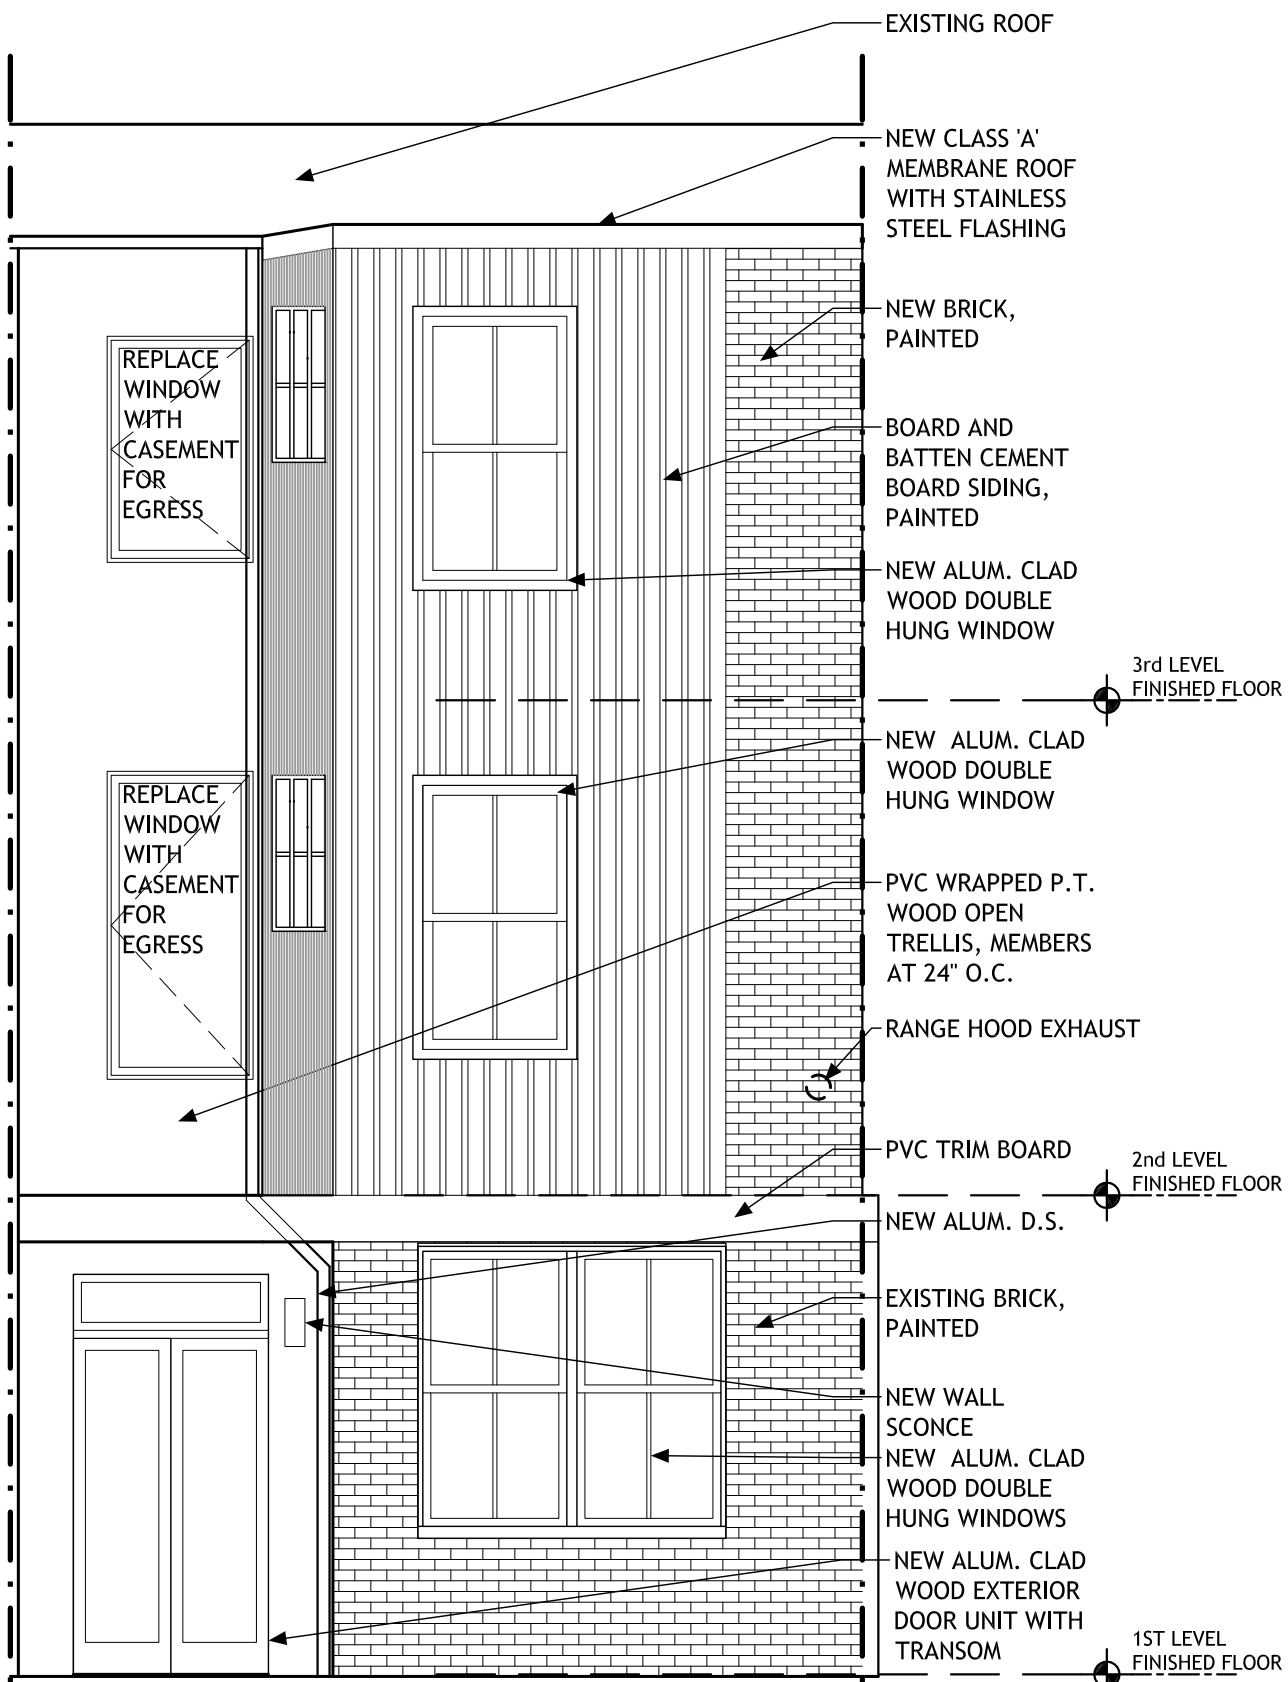 EXISTING ROOF
NEW CLASS 'A'
MEMBRANE ROOF
WITH STAINLESS
STEEL FLASHING
NEW BRICK,
PAINTED
REPLACE
WINDOW
WITH
CASEMENT
FOR
EGRESS
BOARD AND
BATTEN CEMENT
BOARD SIDING,
PAINTED
NEW ALUM. CLAD
WOOD DOUBLE
HUNG WINDOW
3rd LEVEL
FINISHED FLOOR
NEW ALUM. CLAD
WOOD DOUBLE
HUNG WINDOW
REPLACE
WINDOW
WITH
CASEMENT
FOR
EGRESS
PVC WRAPPED P.T.
WOOD OPEN
TRELLIS, MEMBERS
AT 24" O.C.
RANGE HOOD EXHAUST
PVC TRIM BOARD
2nd LEVEL
FINISHED FLOOR
NEW ALUM. D.S.
EXISTING BRICK,
PAINTED
NEW WALL
SCONCE
NEW ALUM. CLAD
WOOD DOUBLE
HUNG WINDOWS
NEW ALUM. CLAD
WOOD EXTERIOR
DOOR UNIT WITH
TRANSOM
1ST LEVEL
FINISHED FLOOR